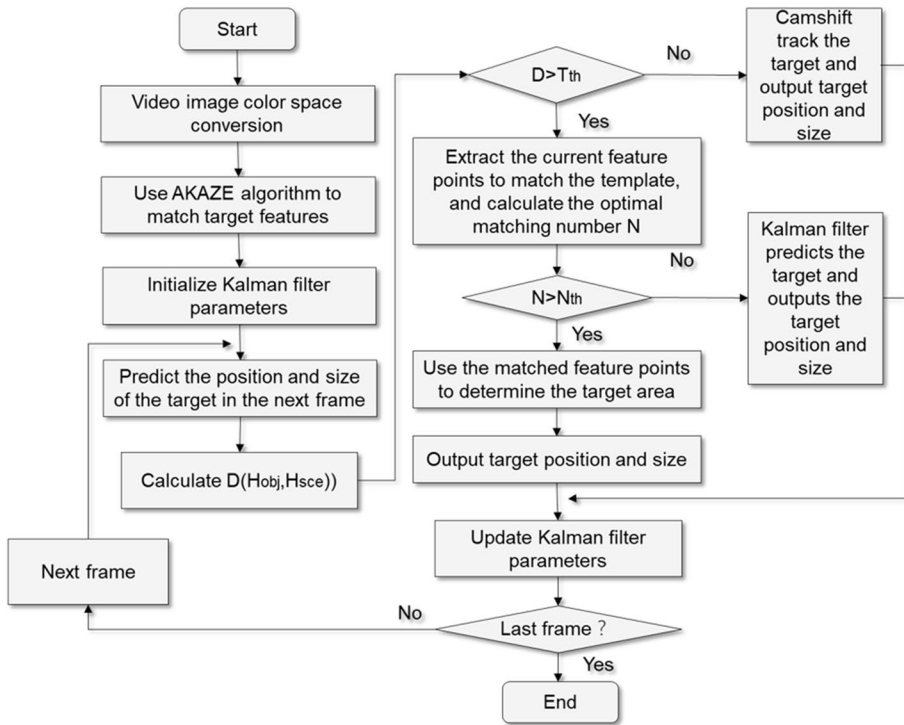 Start
Video image color space
conversion
Use AKAZE algorithm to
match target features
Initialize Kalman filter
parameters
Predict the position and size
of the target in the next frame
Calculate D(Hobj,Hsce))
Next frame
D>Tth
No
Yes
Camshift
track the
target and
output target
position and
size
Extract the current feature
points to match the template,
and calculate the optimal
matching number N
N>Nth
No
Yes
Kalman filter
predicts the
target and
outputs the
target
position and
size
Use the matched feature points
to determine the target area
Output target position and size
Update Kalman filter
parameters
Last frame ?
No
Yes
End